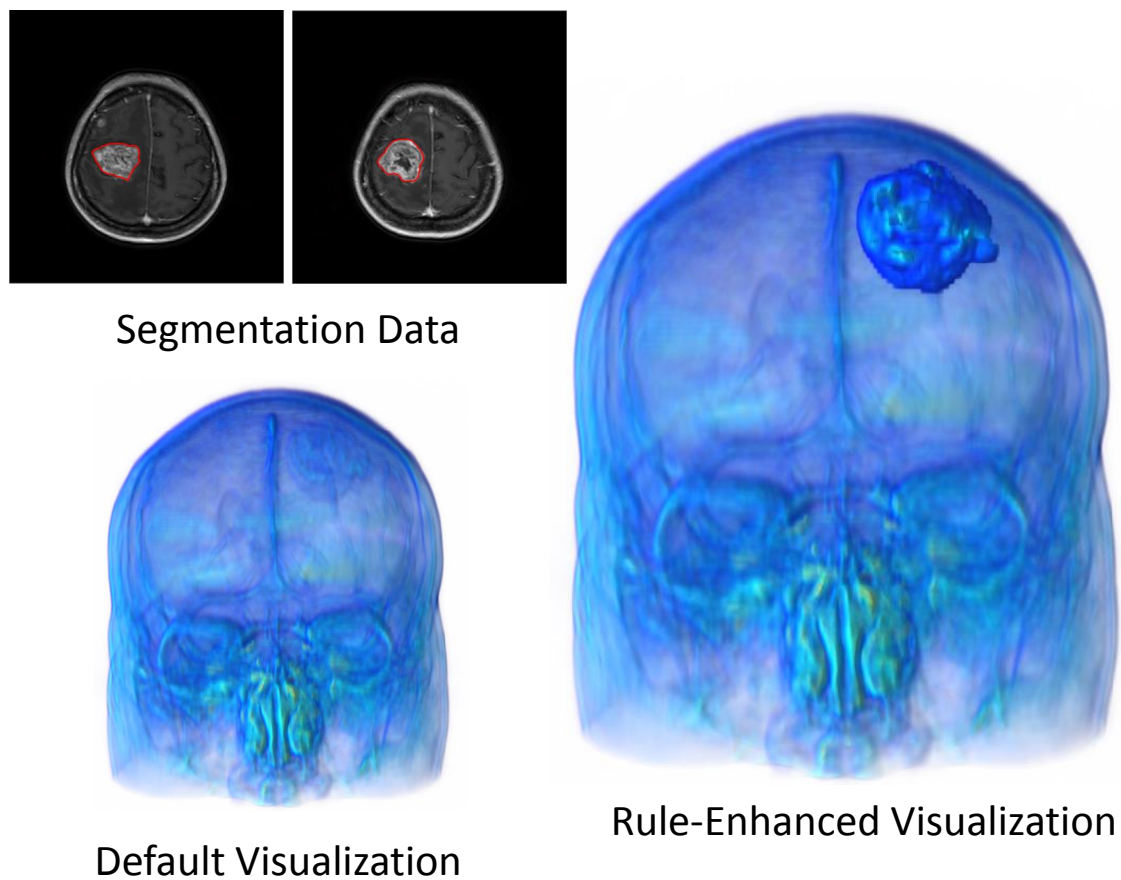 Segmentation Data
Default Visualization
Rule-Enhanced Visualization